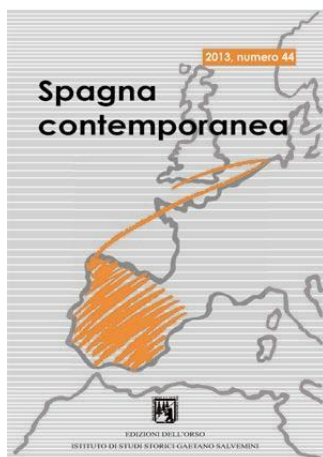 2013, numero 44
Spagna
contemporanea
EDIZIONI DELL'ORSO
ISTITUTO DI STUDI STORICI GAETANO SALVEMINI